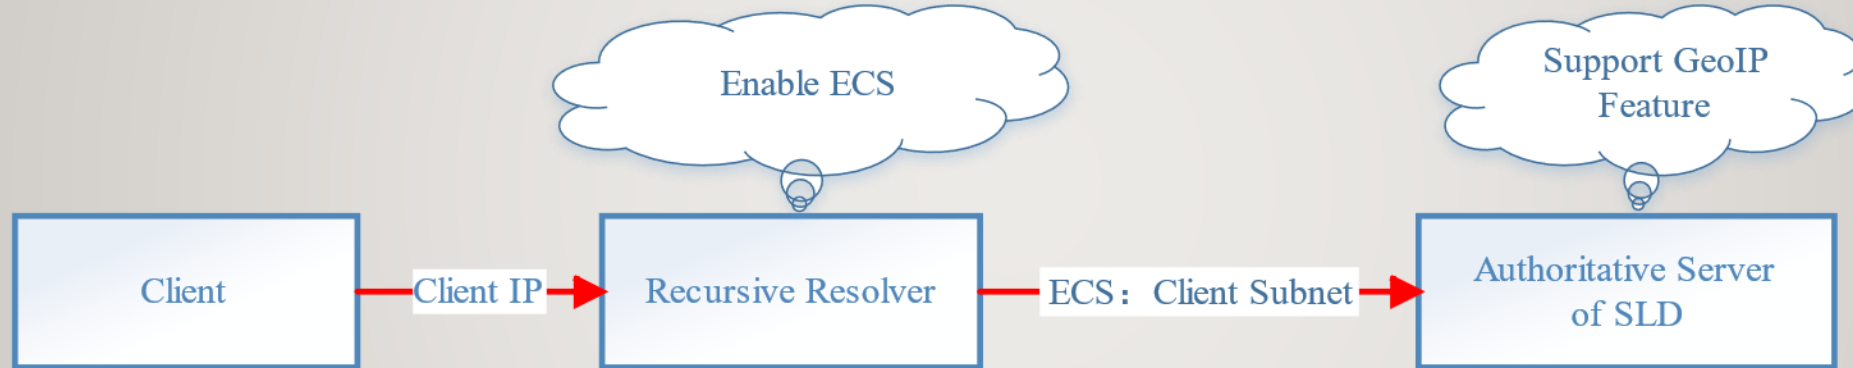 Enable ECS
Support GeoIP
Feature
Client
Client IP
Recursive Resolver
ECS：Client Subnet
Authoritative Server
of SLD